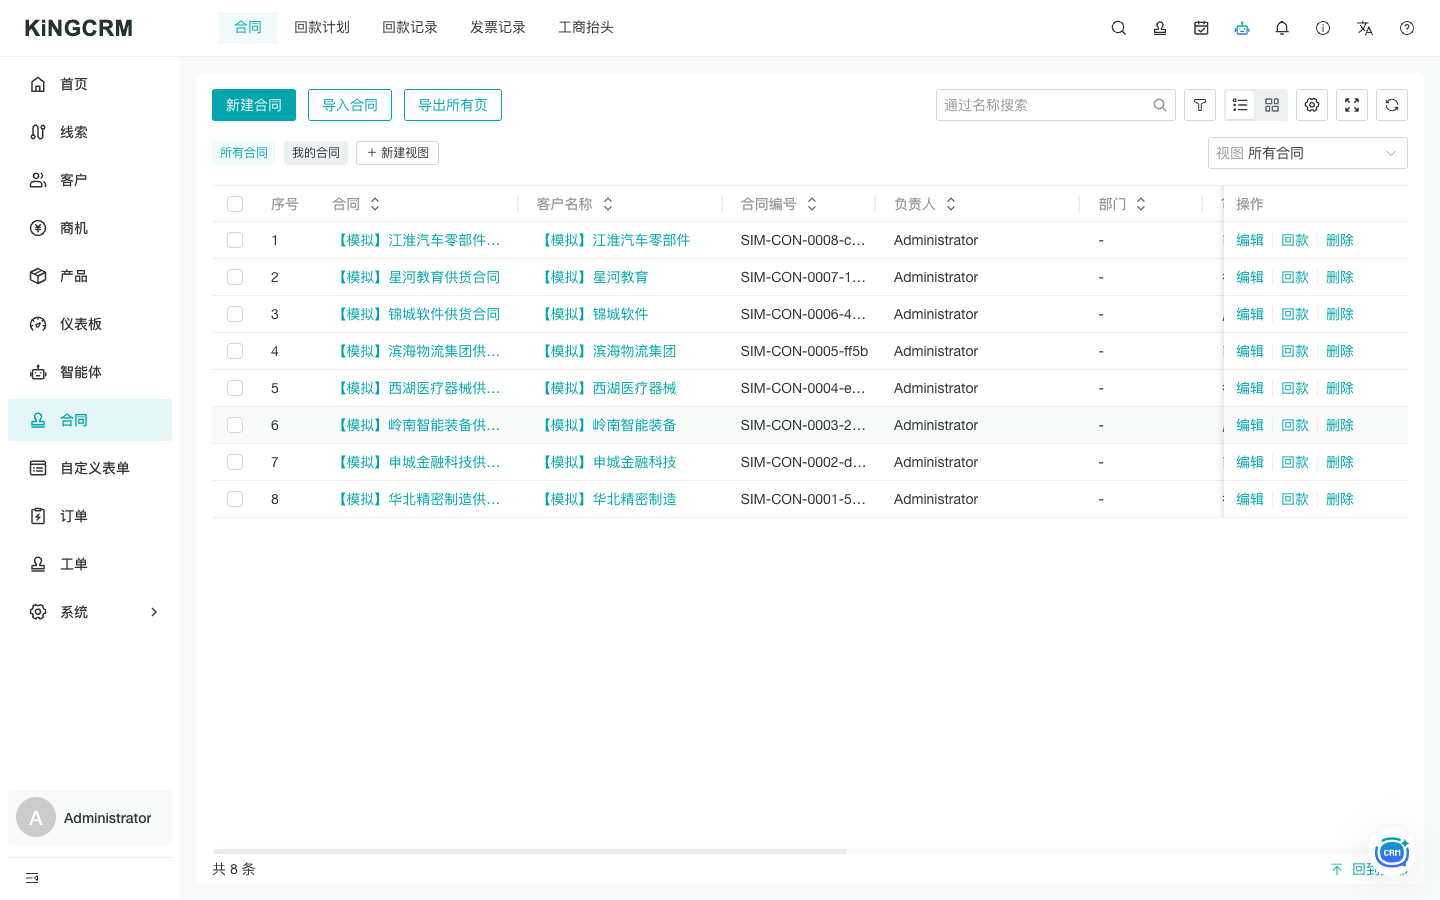 KiNGCRM
合同 回款计划 回款记录 发票记录 工商抬头
首页
线索
客户
商机
产品
仪表板
智能体
合同
自定义表单
订单
工单
系统
A Administrator
新建合同 导入合同 导出所有页 通过名称搜索
所有合同 我的合同 + 新建视图 视图 所有合同
序号 合同 客户名称 合同编号 负责人 部门 操作
1 【模拟】江淮汽车零部件... 【模拟】江淮汽车零部件 SIM-CON-0008-c... Administrator - 编辑 回款 删除
2 【模拟】星河教育供货合同 【模拟】星河教育 SIM-CON-0007-1... Administrator - 编辑 回款 删除
3 【模拟】锦城软件供货合同 【模拟】锦城软件 SIM-CON-0006-4... Administrator - 编辑 回款 删除
4 【模拟】滨海物流集团供... 【模拟】滨海物流集团 SIM-CON-0005-ff5b Administrator - 编辑 回款 删除
5 【模拟】西湖医疗器械供... 【模拟】西湖医疗器械 SIM-CON-0004-e... Administrator - 编辑 回款 删除
6 【模拟】岭南智能装备供... 【模拟】岭南智能装备 SIM-CON-0003-2... Administrator - 编辑 回款 删除
7 【模拟】申城金融科技供... 【模拟】申城金融科技 SIM-CON-0002-d... Administrator - 编辑 回款 删除
8 【模拟】华北精密制造供... 【模拟】华北精密制造 SIM-CON-0001-5... Administrator - 编辑 回款 删除
共 8 条 回到
CRM